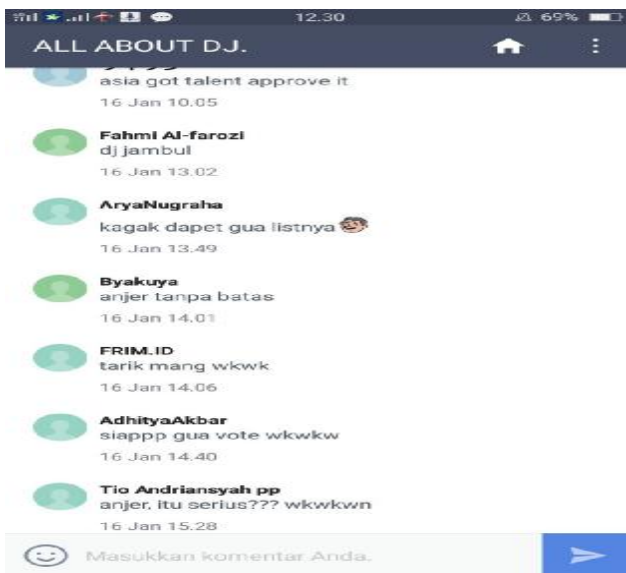 12.30
69%
ALL ABOUT DJ.
asia got talent approve it
16 Jan 10.05
Fahmi Al-farozi
dj jambul
16 Jan 13.02
AryaNugraha
kagak dapet gua listnya
16 Jan 13.49
Byakuya
anjer tanpa batas
16 Jan 14.01
FRIM.ID
tarik mang wkwk
16 Jan 14.06
AdhityaAkbar
siappp gua vote wkwkw
16 Jan 14.40
Tio Andriansyah pp
anjer, itu serius??? wkwkwn
16 Jan 15.28
Masukkan komentar Anda.